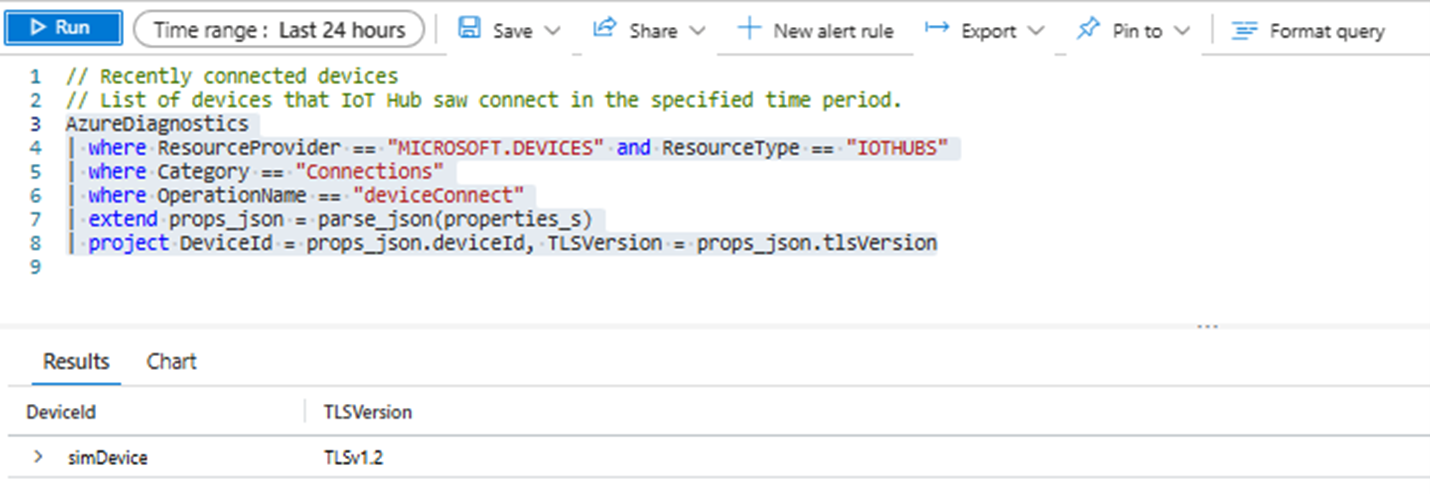 Run Time range : Last 24 hours Save Share New alert rule Export Pin to Format query
1 // Recently connected devices
2 // List of devices that IoT Hub saw connect in the specified time period.
3 AzureDiagnostics
4 | where ResourceProvider == "MICROSOFT.DEVICES" and ResourceType == "IOTHUBS"
5 | where Category == "Connections"
6 | where OperationName == "deviceConnect"
7 | extend props_json = parse_json(properties_s)
8 | project DeviceId = props_json.deviceId, TLSVersion = props_json.tlsVersion
9
...
Results Chart
DeviceId TLSVersion
simDevice TLSv1.2